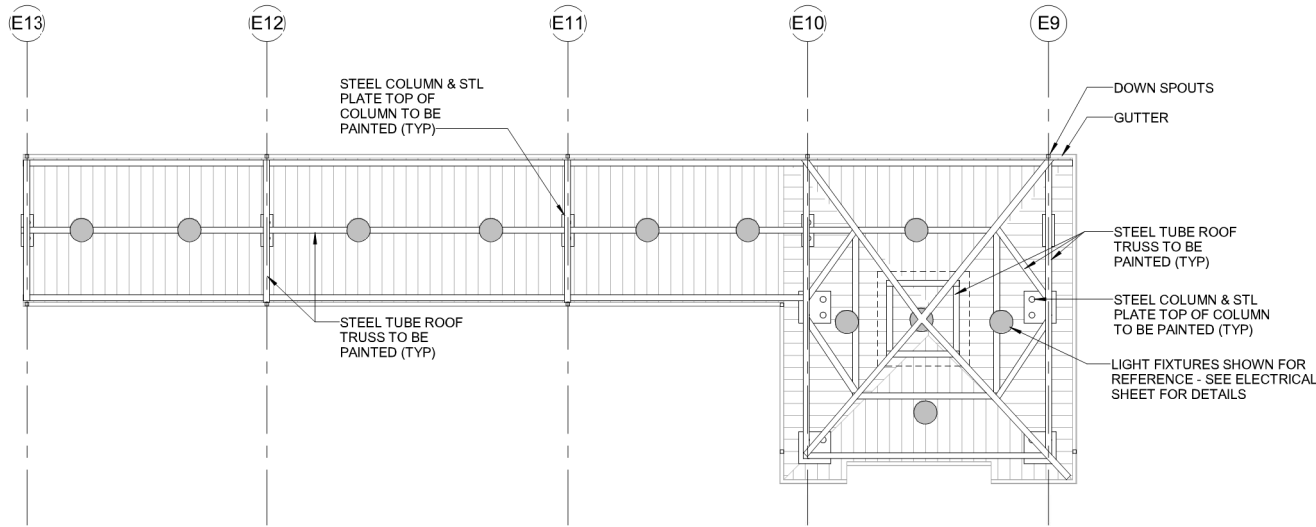 E13
E12
E11
E10
E9
STEEL COLUMN & STL
PLATE TOP OF
COLUMN TO BE
PAINTED (TYP)
DOWN SPOUTS
GUTTER
STEEL TUBE ROOF
TRUSS TO BE
PAINTED (TYP)
STEEL COLUMN & STL
PLATE TOP OF COLUMN
TO BE PAINTED (TYP)
STEEL TUBE ROOF
TRUSS TO BE
PAINTED (TYP)
LIGHT FIXTURES SHOWN FOR
REFERENCE - SEE ELECTRICAL
SHEET FOR DETAILS